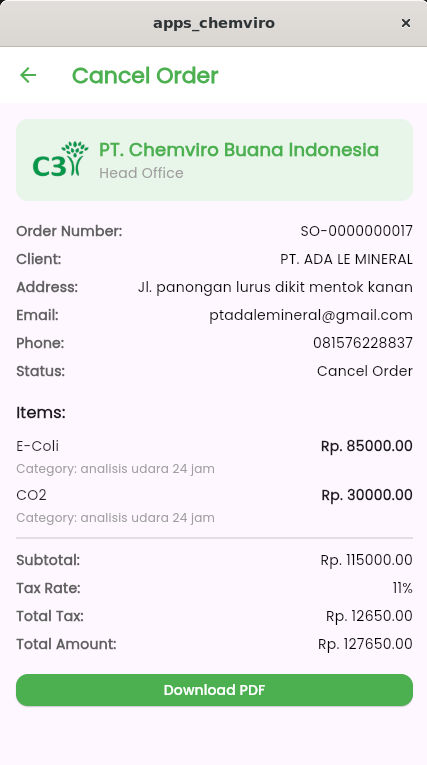 apps_chemviro ×
Cancel Order
C3 PT. Chemviro Buana Indonesia
Head Office
Order Number: SO-0000000017
Client: PT. ADA LE MINERAL
Address: Jl. panongan lurus dikit mentok kanan
Email: ptadalemineral@gmail.com
Phone: 081576228837
Status: Cancel Order
Items:
E-Coli Rp. 85000.00
Category: analisis udara 24 jam
CO2 Rp. 30000.00
Category: analisis udara 24 jam
Subtotal: Rp. 115000.00
Tax Rate: 11%
Total Tax: Rp. 12650.00
Total Amount: Rp. 127650.00
Download PDF